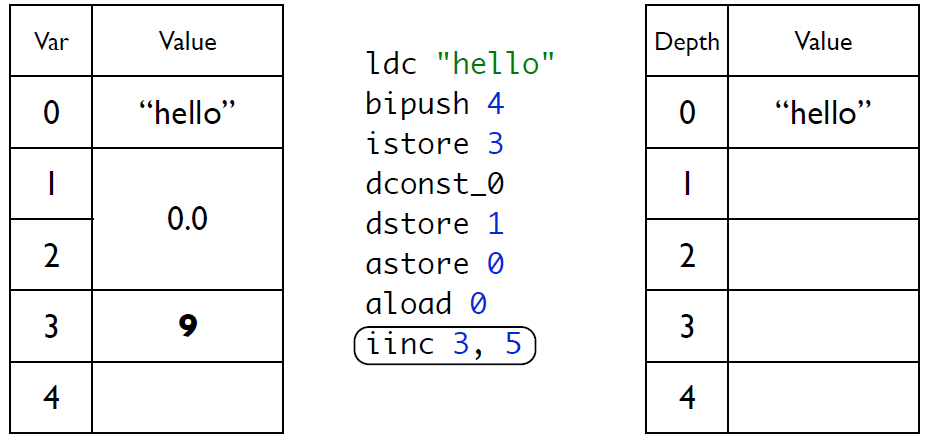 Var Value
0 “hello”
1
0.0
2
3 9
4
ldc "hello"
bipush 4
istore 3
dconst_0
dstore 1
astore 0
aload 0
iinc 3, 5
Depth Value
0 “hello”
1
2
3
4